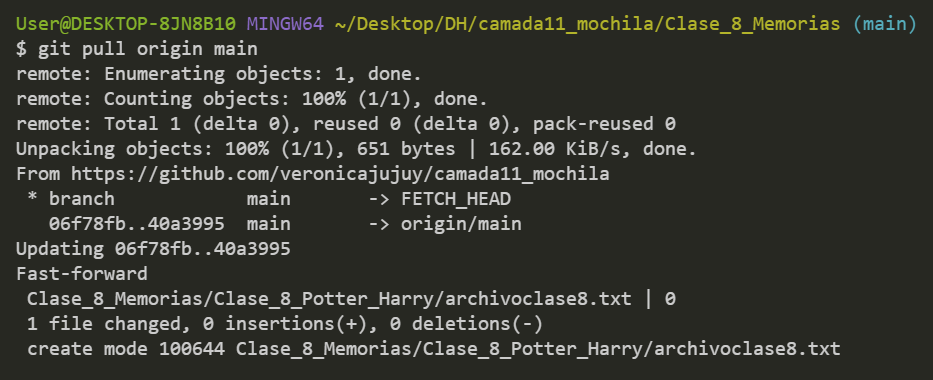 User@DESKTOP-8JN8B10 MINGW64 ~/Desktop/DH/camada11_mochila/Clase_8_Memorias (main)
$ git pull origin main
remote: Enumerating objects: 1, done.
remote: Counting objects: 100% (1/1), done.
remote: Total 1 (delta 0), reused 0 (delta 0), pack-reused 0
Unpacking objects: 100% (1/1), 651 bytes | 162.00 KiB/s, done.
From https://github.com/veronicajujuy/camada11_mochila
 * branch            main       -> FETCH_HEAD
   06f78fb..40a3995  main       -> origin/main
Updating 06f78fb..40a3995
Fast-forward
 Clase_8_Memorias/Clase_8_Potter_Harry/archivoclase8.txt | 0
 1 file changed, 0 insertions(+), 0 deletions(-)
 create mode 100644 Clase_8_Memorias/Clase_8_Potter_Harry/archivoclase8.txt